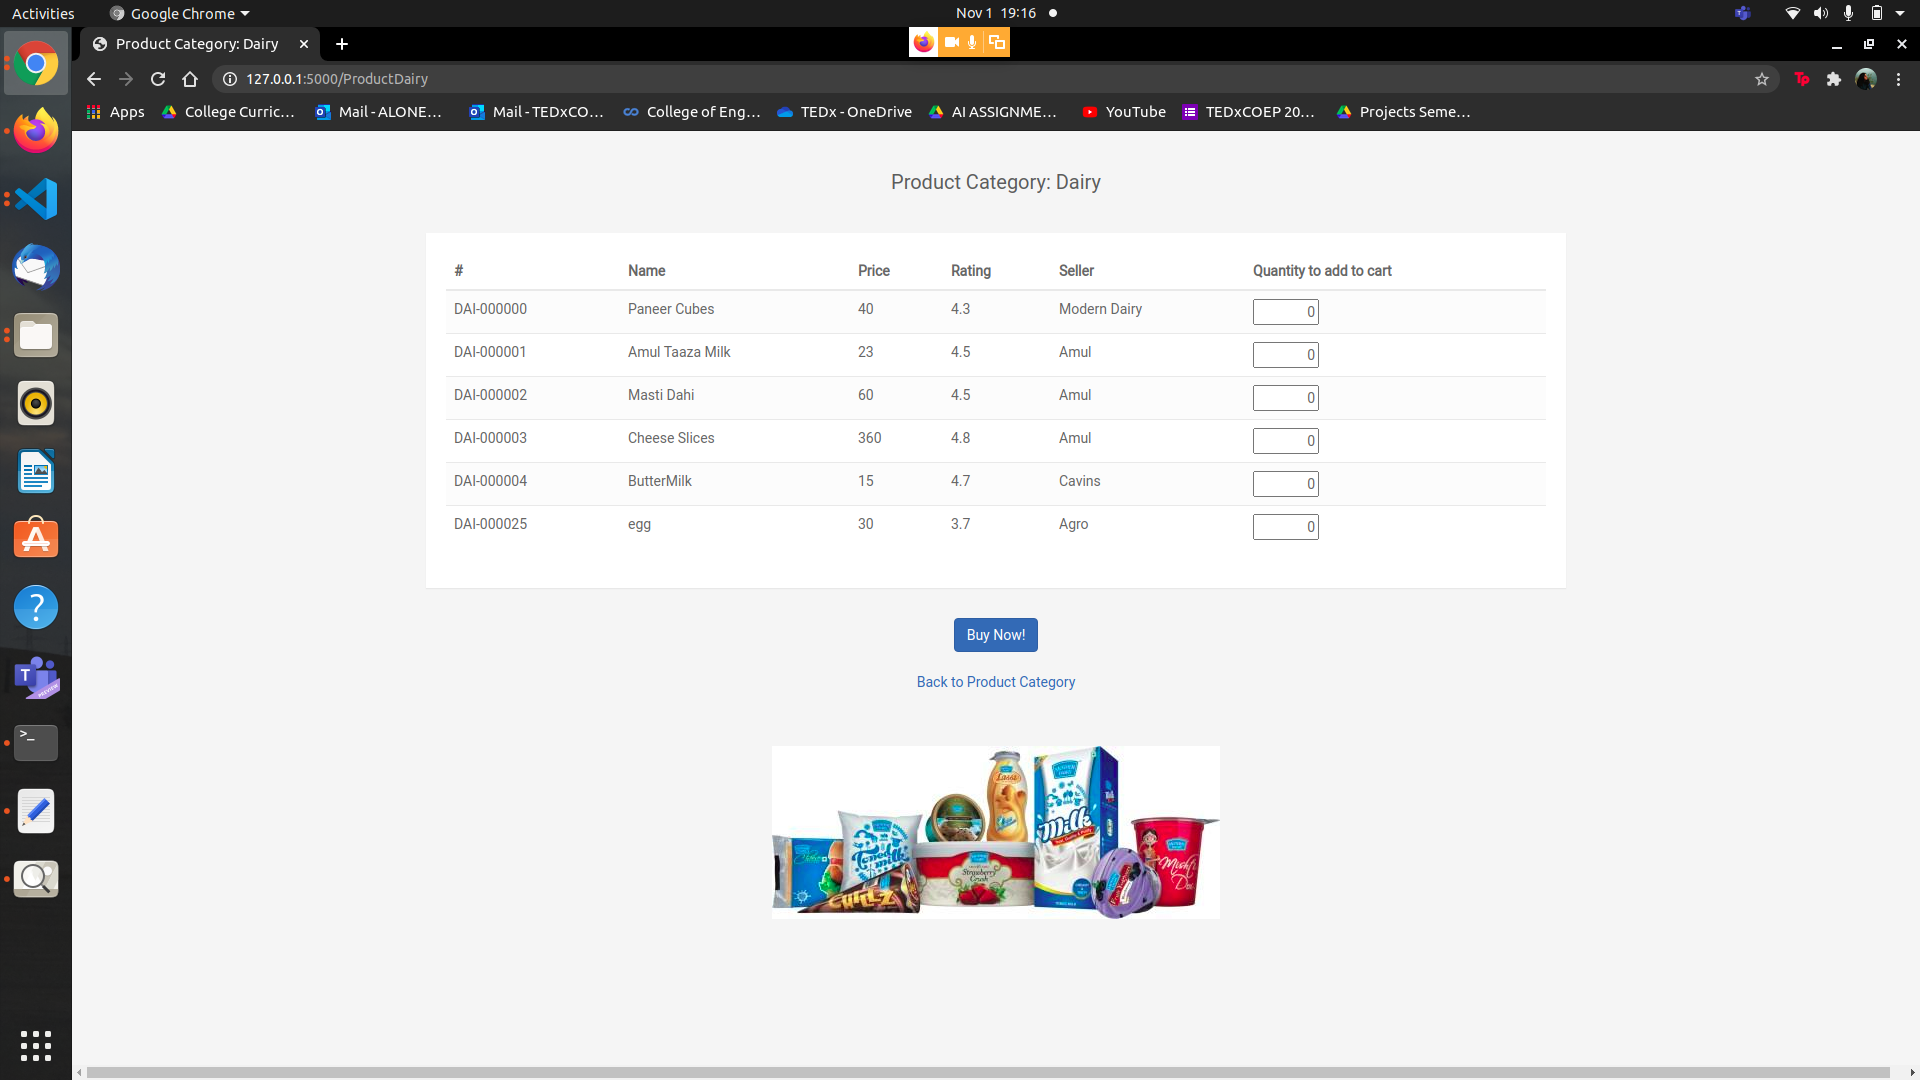 Activities Google Chrome Nov 1 19:16
Product Category: Dairy
127.0.0.1:5000/ProductDairy
Apps College Curric... Mail - ALONE... Mail - TEDxCO... College of Eng... TEDx - OneDrive AI ASSIGNME... YouTube TEDxCOEP 20... Projects Seme...
Product Category: Dairy
# Name Price Rating Seller Quantity to add to cart
DAI-000000 Paneer Cubes 40 4.3 Modern Dairy 0
DAI-000001 Amul Taaza Milk 23 4.5 Amul 0
DAI-000002 Masti Dahi 60 4.5 Amul 0
DAI-000003 Cheese Slices 360 4.8 Amul 0
DAI-000004 ButterMilk 15 4.7 Cavins 0
DAI-000025 egg 30 3.7 Agro 0
Buy Now!
Back to Product Category
Lassi
Milk
Toned milk
Strawberry Crush
Mishti Doi
CHILLZ